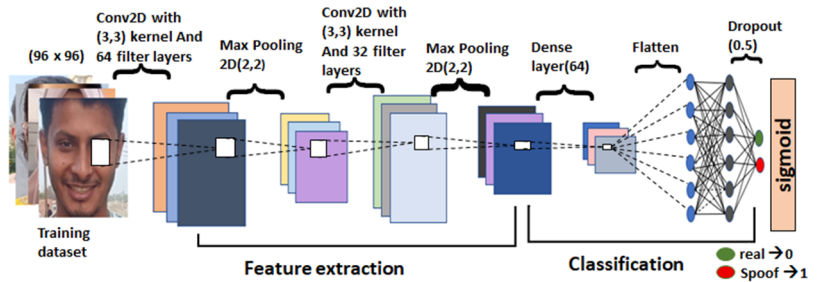 (96 x 96)
Conv2D with
(3,3) kernel And
64 filter layers
Max Pooling
2D(2,2)
Conv2D with
(3,3) kernel
And 32 filter
layers
Max Pooling
2D(2,2)
Dense
layer(64)
Flatten
Dropout
(0.5)
sigmoid
Training
dataset
Feature extraction
Classification
real →0
Spoof →1